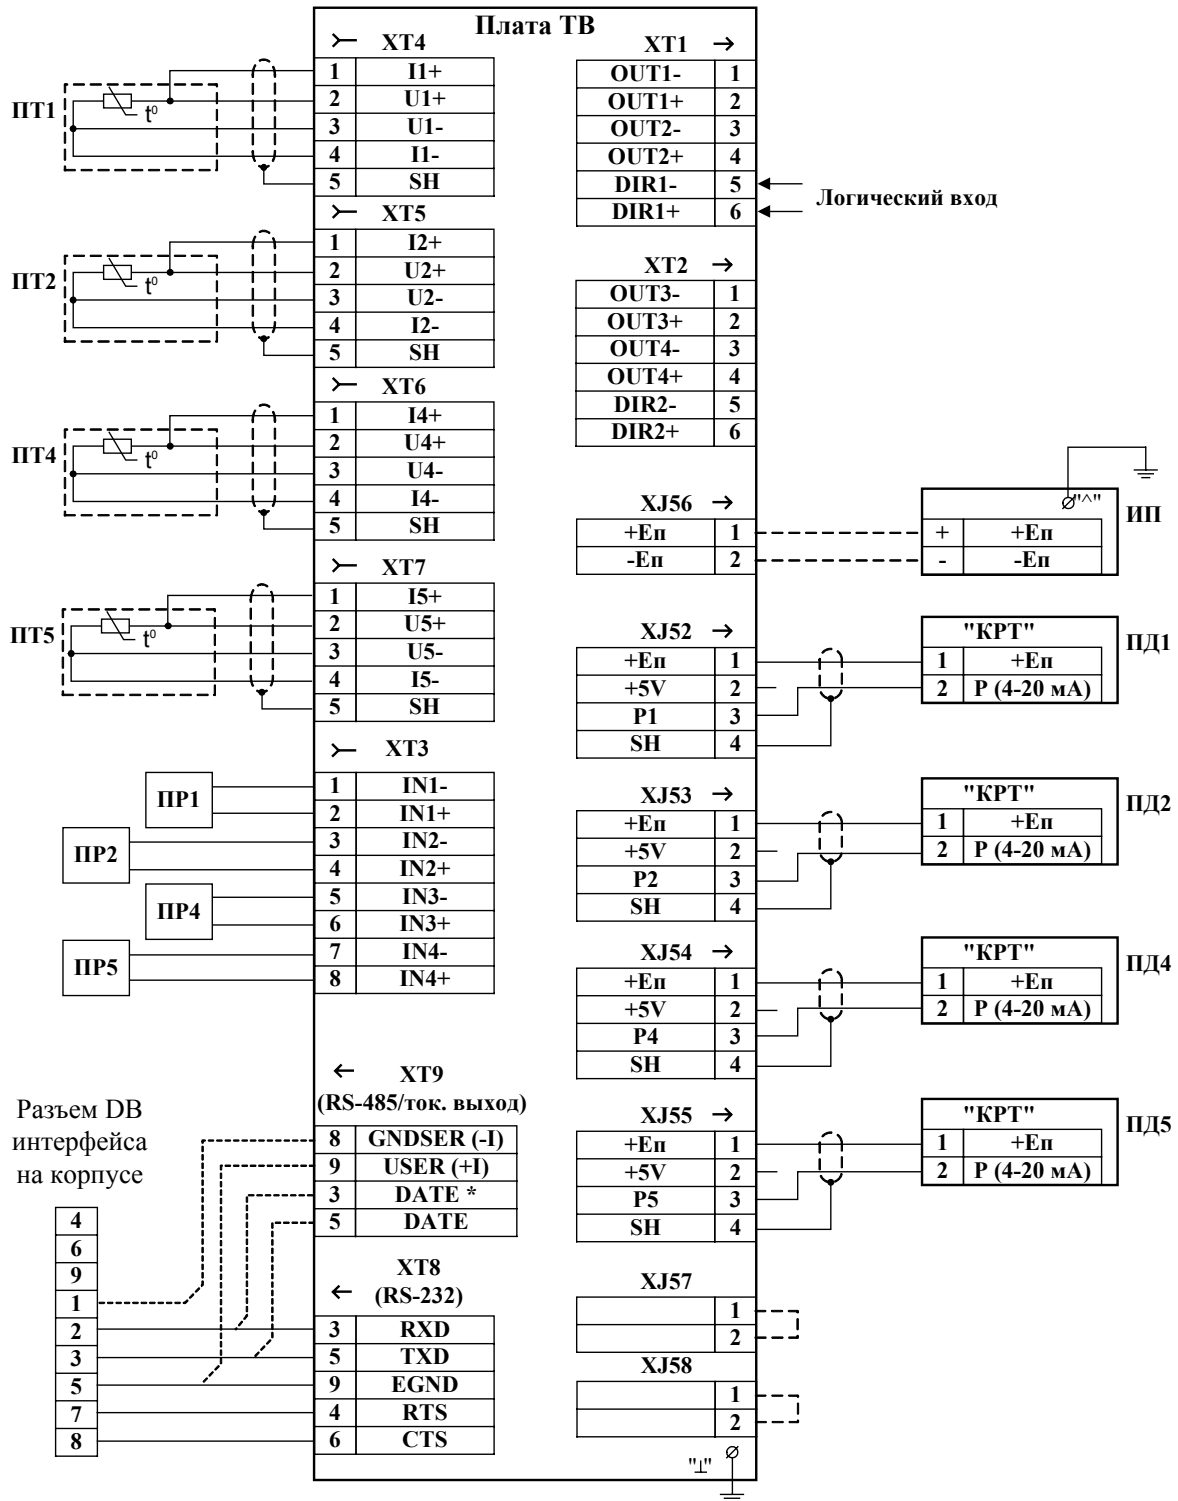 Плата ТВ
ПТ1
XT4
1 I1+
2 U1+
3 U1-
4 I1-
5 SH
t⁰
ПТ2
XT5
1 I2+
2 U2+
3 U2-
4 I2-
5 SH
t⁰
ПТ4
XT6
1 I4+
2 U4+
3 U4-
4 I4-
5 SH
t⁰
ПТ5
XT7
1 I5+
2 U5+
3 U5-
4 I5-
5 SH
t⁰
XT3
1 IN1-
2 IN1+
3 IN2-
4 IN2+
5 IN3-
6 IN3+
7 IN4-
8 IN4+
ПР1
ПР2
ПР4
ПР5
XT9
(RS-485/ток. выход)
8 GNDSER (-I)
9 USER (+I)
3 DATE *
5 DATE
XT8
(RS-232)
3 RXD
5 TXD
9 EGND
4 RTS
6 CTS
Разъем DB
интерфейса
на корпусе
4
6
9
1
2
3
5
7
8
XT1
OUT1- 1
OUT1+ 2
OUT2- 3
OUT2+ 4
DIR1- 5
DIR1+ 6
Логический вход
XT2
OUT3- 1
OUT3+ 2
OUT4- 3
OUT4+ 4
DIR2- 5
DIR2+ 6
XJ56
+Еп 1
-Еп 2
"^"
+ +Еп
- -Еп
ИП
XJ52
+Еп 1
+5V 2
P1 3
SH 4
"КРТ"
1 +Еп
2 P (4-20 мА)
ПД1
XJ53
+Еп 1
+5V 2
P2 3
SH 4
"КРТ"
1 +Еп
2 P (4-20 мА)
ПД2
XJ54
+Еп 1
+5V 2
P4 3
SH 4
"КРТ"
1 +Еп
2 P (4-20 мА)
ПД4
XJ55
+Еп 1
+5V 2
P5 3
SH 4
"КРТ"
1 +Еп
2 P (4-20 мА)
ПД5
XJ57
1
2
XJ58
1
2
"⊥"